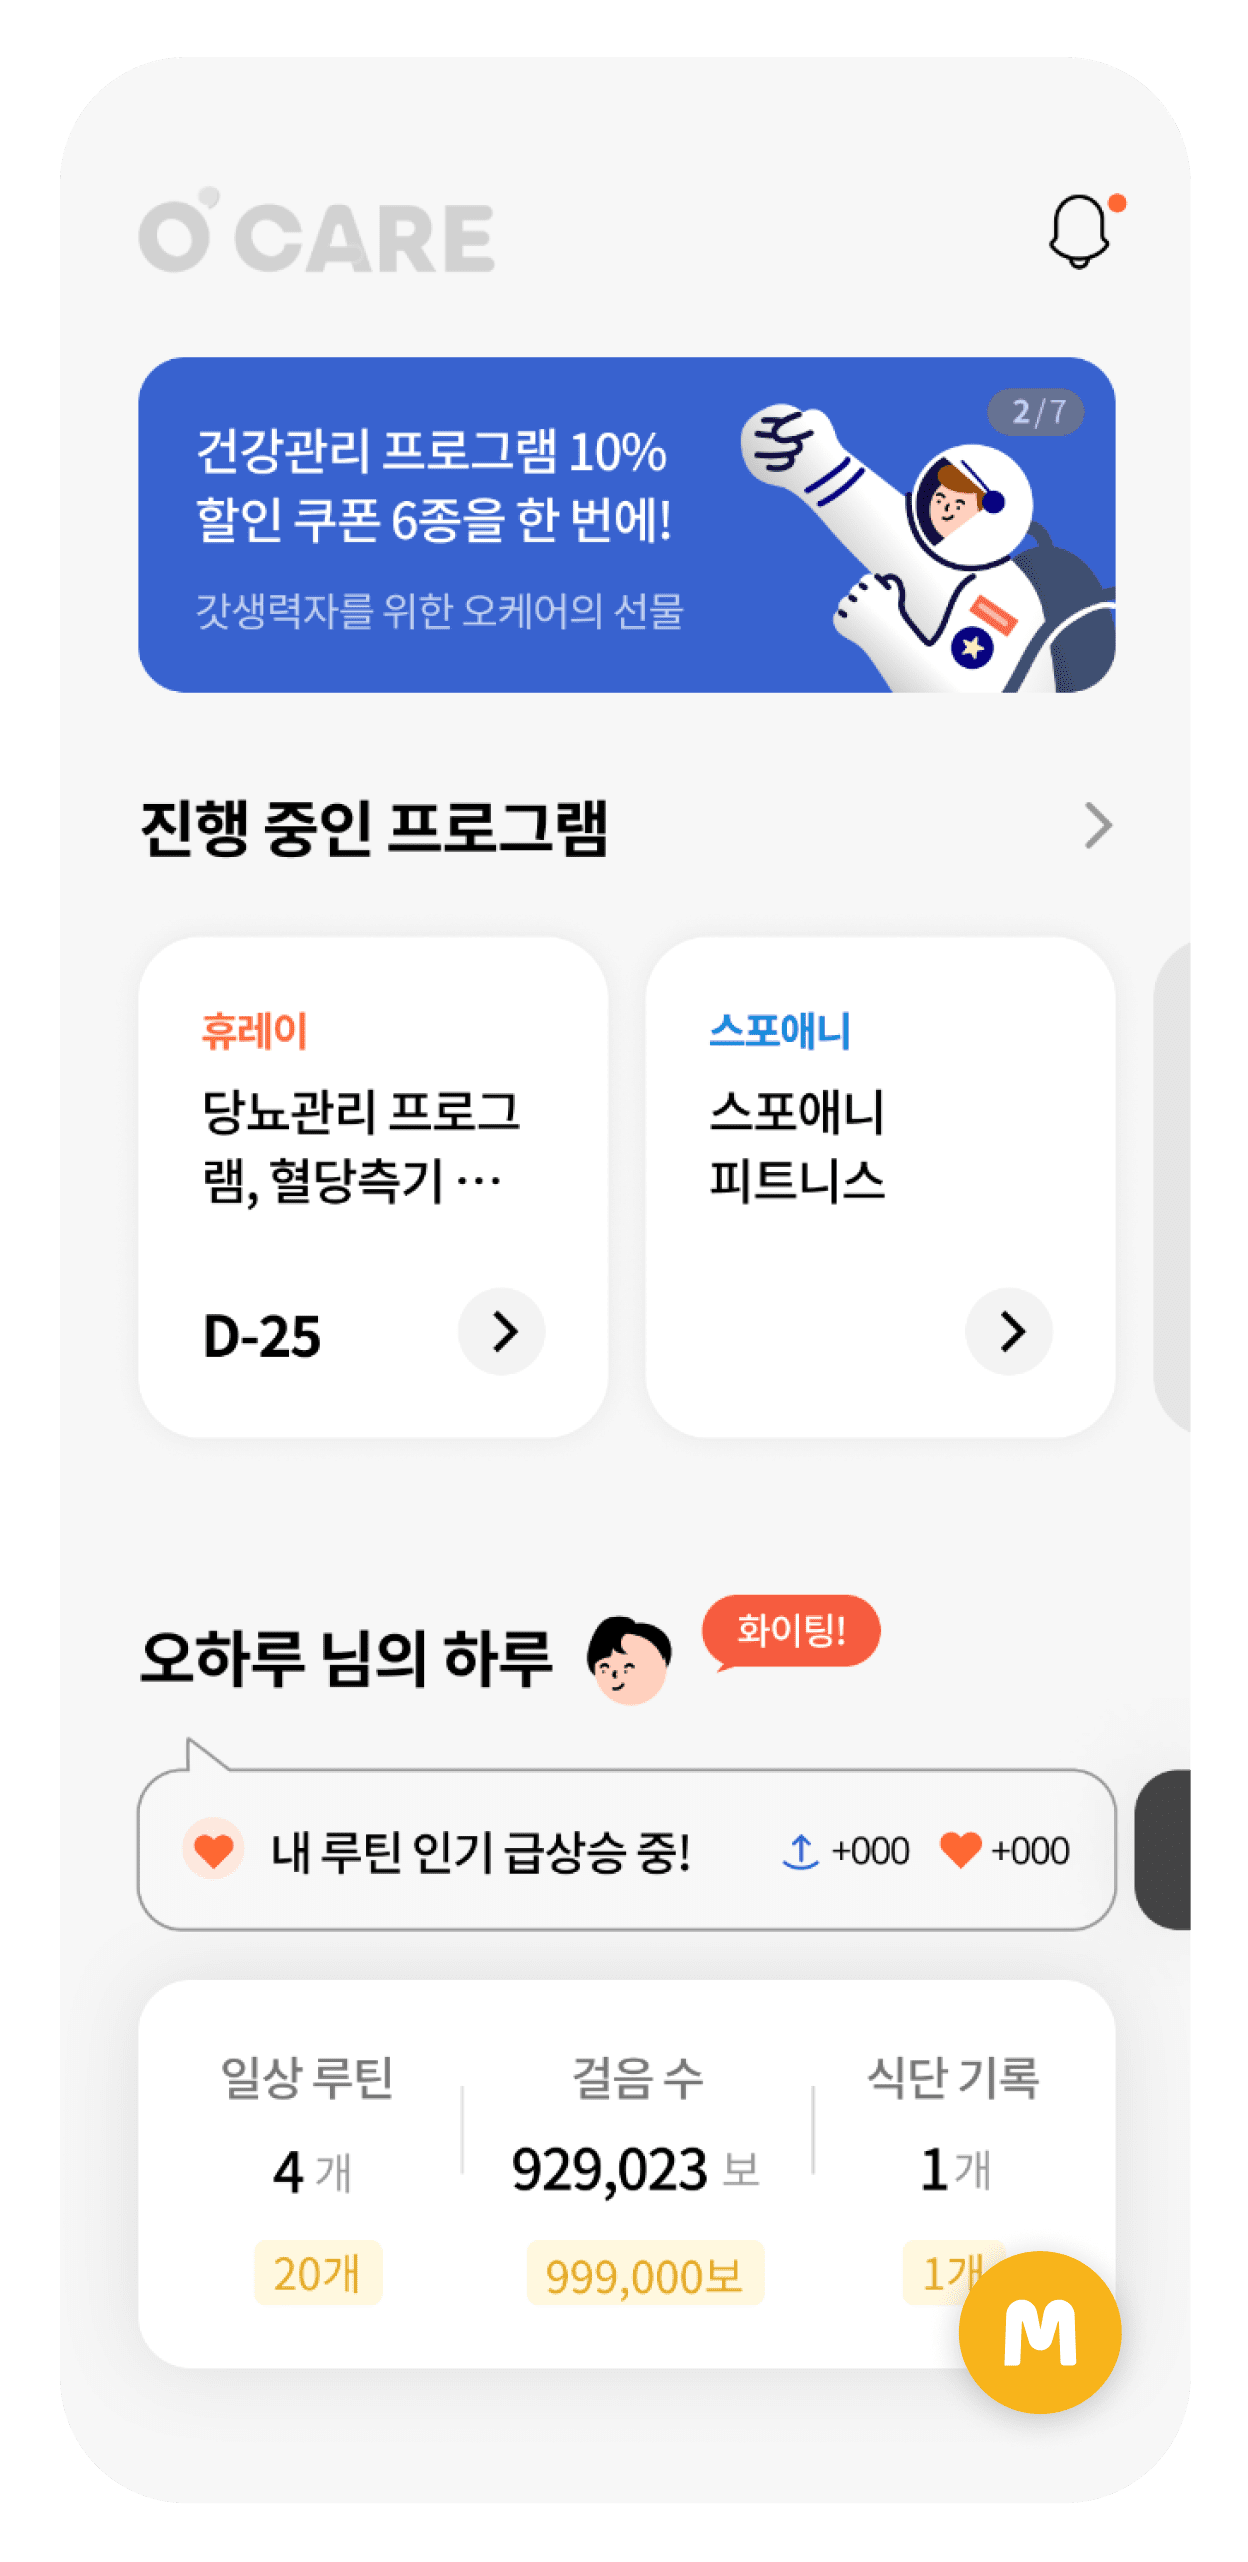 O'CARE
2/7
건강관리 프로그램 10%
할인 쿠폰 6종을 한 번에!
갓생력자를 위한 오케어의 선물
진행 중인 프로그램
휴레이
당뇨관리 프로그
램, 혈당측기 ···
D-25
스포애니
스포애니
피트니스
오하루 님의 하루
화이팅!
내 루틴 인기 급상승 중! +000 +000
일상 루틴 걸음 수 식단 기록
4 개 929,023 보 1개
20개 999,000보 1개
M